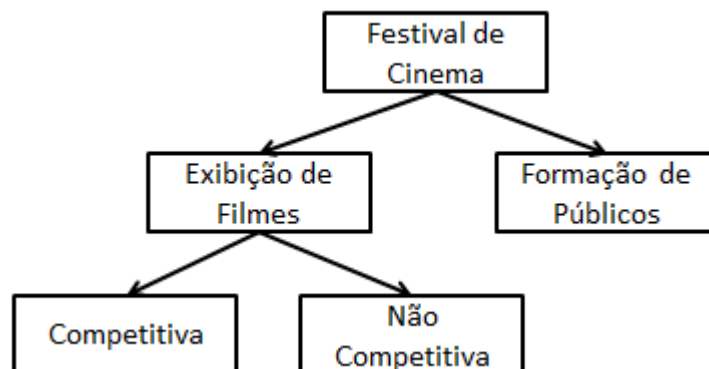 Festival de
Cinema
Exibição de
Filmes
Formação de
Públicos
Competitiva
Não
Competitiva